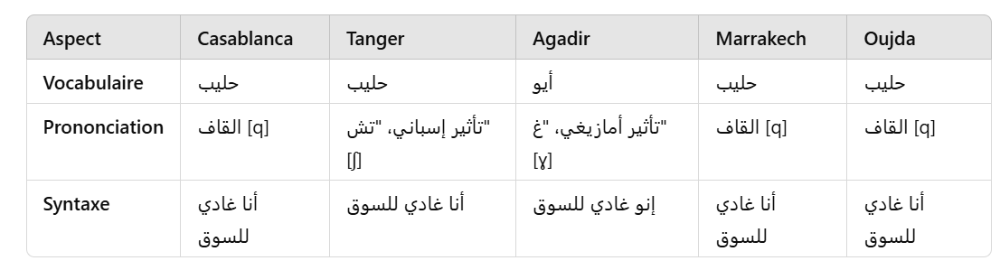 Aspect Casablanca Tanger Agadir Marrakech Oujda
Vocabulaire حليب حليب أيو حليب حليب
Prononciation القاف [q] تأثير إسباني، "تش" [ʃ] تأثير أمازيغي، "غ" [ɣ] القاف [q] القاف [q]
Syntaxe أنا غادي للسوق أنا غادي للسوق إنو غادي للسوق أنا غادي للسوق أنا غادي للسوق